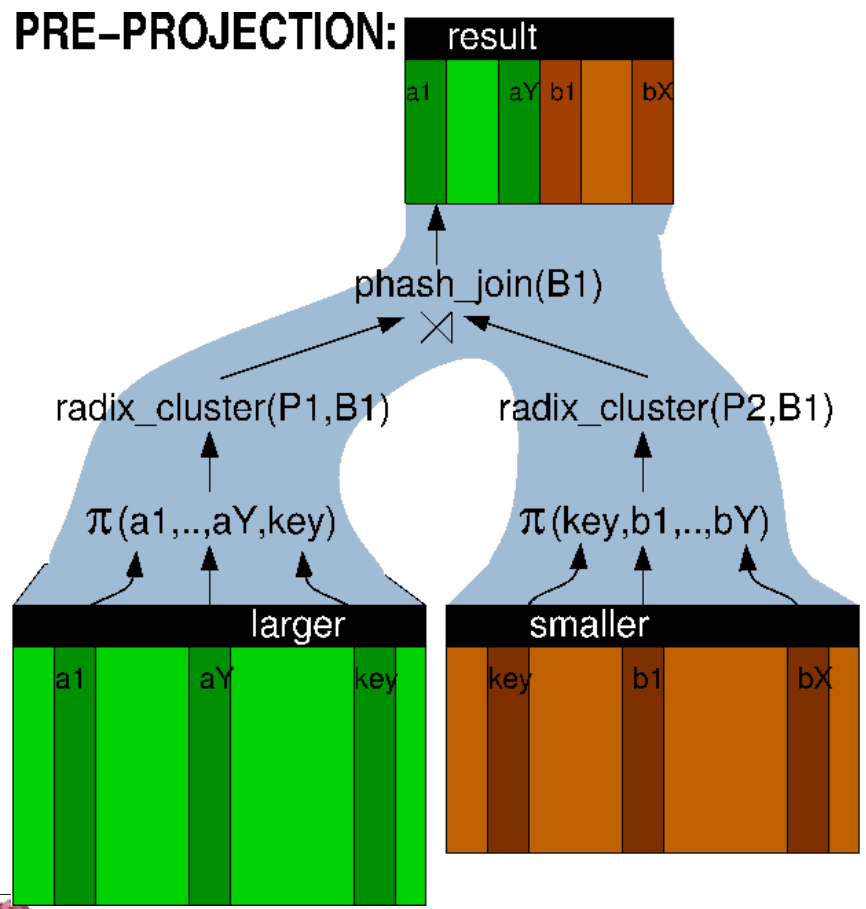 PRE-PROJECTION: result
a1 aY b1 bX
phash_join(B1)
⋈
radix_cluster(P1,B1) radix_cluster(P2,B1)
π(a1,..,aY,key) π(key,b1,..,bY)
larger smaller
a1 aY key key b1 bX